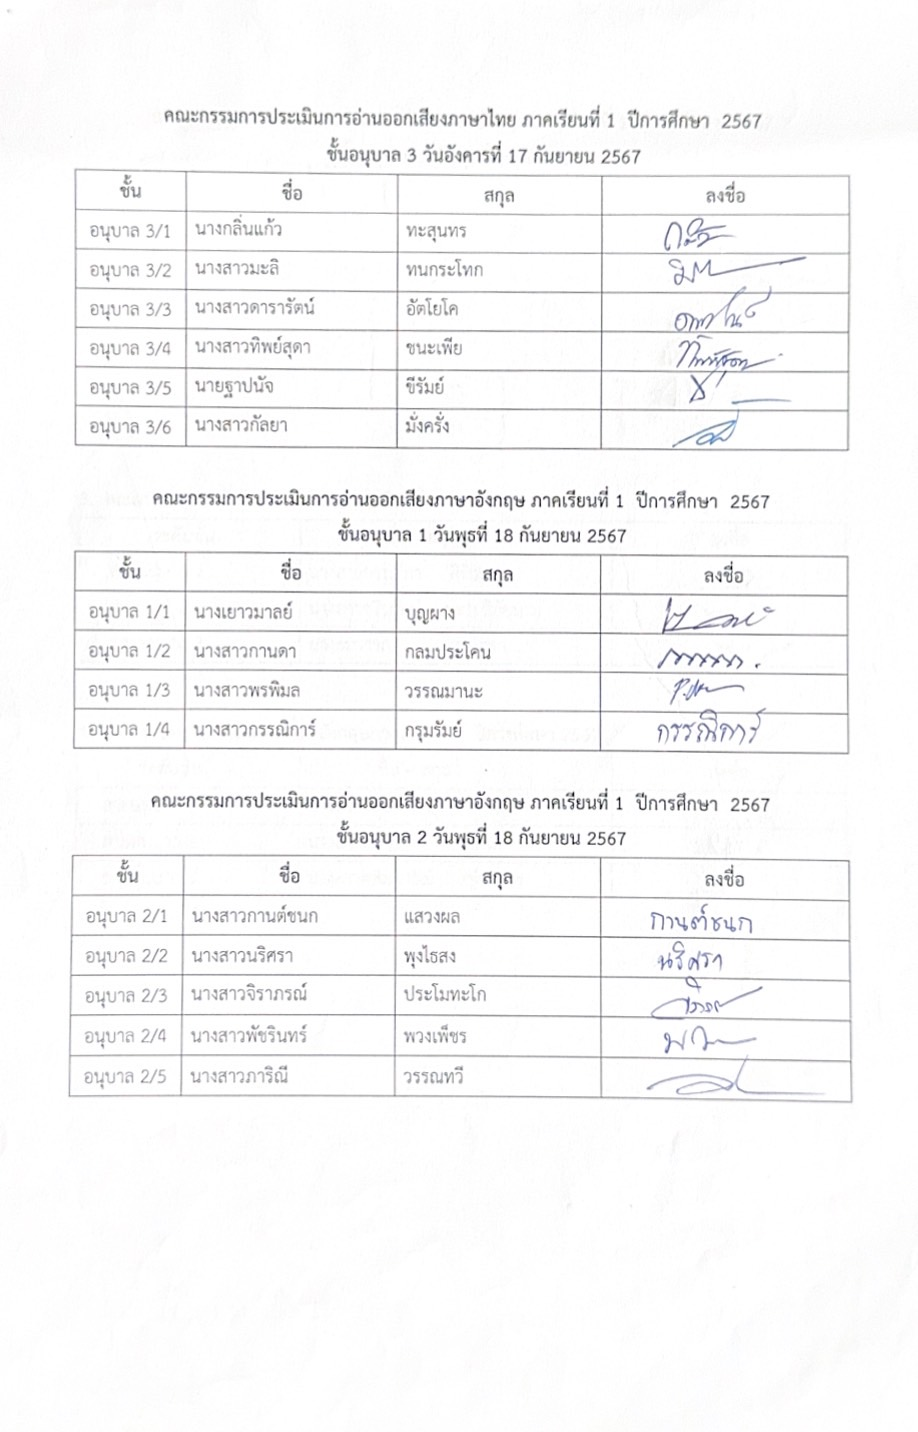 คณะกรรมการประเมินการอ่านออกเสียงภาษาไทย ภาคเรียนที่ 1 ปีการศึกษา 2567
ชั้นอนุบาล 3 วันอังคารที่ 17 กันยายน 2567
ชั้น ชื่อ สกุล ลงชื่อ
อนุบาล 3/1 นางกลิ่นแก้ว ทะสุนทร
อนุบาล 3/2 นางสาวมะลิ ทนกระโทก
อนุบาล 3/3 นางสาวดารารัตน์ อัตโยโค
อนุบาล 3/4 นางสาวทิพย์สุดา ชนะเพีย
อนุบาล 3/5 นายฐาปนัจ ขีรัมย์
อนุบาล 3/6 นางสาวกัลยา มั่งครั่ง
คณะกรรมการประเมินการอ่านออกเสียงภาษาอังกฤษ ภาคเรียนที่ 1 ปีการศึกษา 2567
ชั้นอนุบาล 1 วันพุธที่ 18 กันยายน 2567
ชั้น ชื่อ สกุล ลงชื่อ
อนุบาล 1/1 นางเยาวมาลย์ บุญผาง
อนุบาล 1/2 นางสาวกานดา กลมประโคน
อนุบาล 1/3 นางสาวพรพิมล วรรณมานะ
อนุบาล 1/4 นางสาวกรรณิการ์ กรุมรัมย์ กรรณิการ์
คณะกรรมการประเมินการอ่านออกเสียงภาษาอังกฤษ ภาคเรียนที่ 1 ปีการศึกษา 2567
ชั้นอนุบาล 2 วันพุธที่ 18 กันยายน 2567
ชั้น ชื่อ สกุล ลงชื่อ
อนุบาล 2/1 นางสาวกานต์ชนก แสวงผล กานต์ชนก
อนุบาล 2/2 นางสาวนริศรา พุงไธสง นริศรา
อนุบาล 2/3 นางสาวจิราภรณ์ ประโมทะโก
อนุบาล 2/4 นางสาวพัชรินทร์ พวงเพ็ชร
อนุบาล 2/5 นางสาวภาริณี วรรณทวี